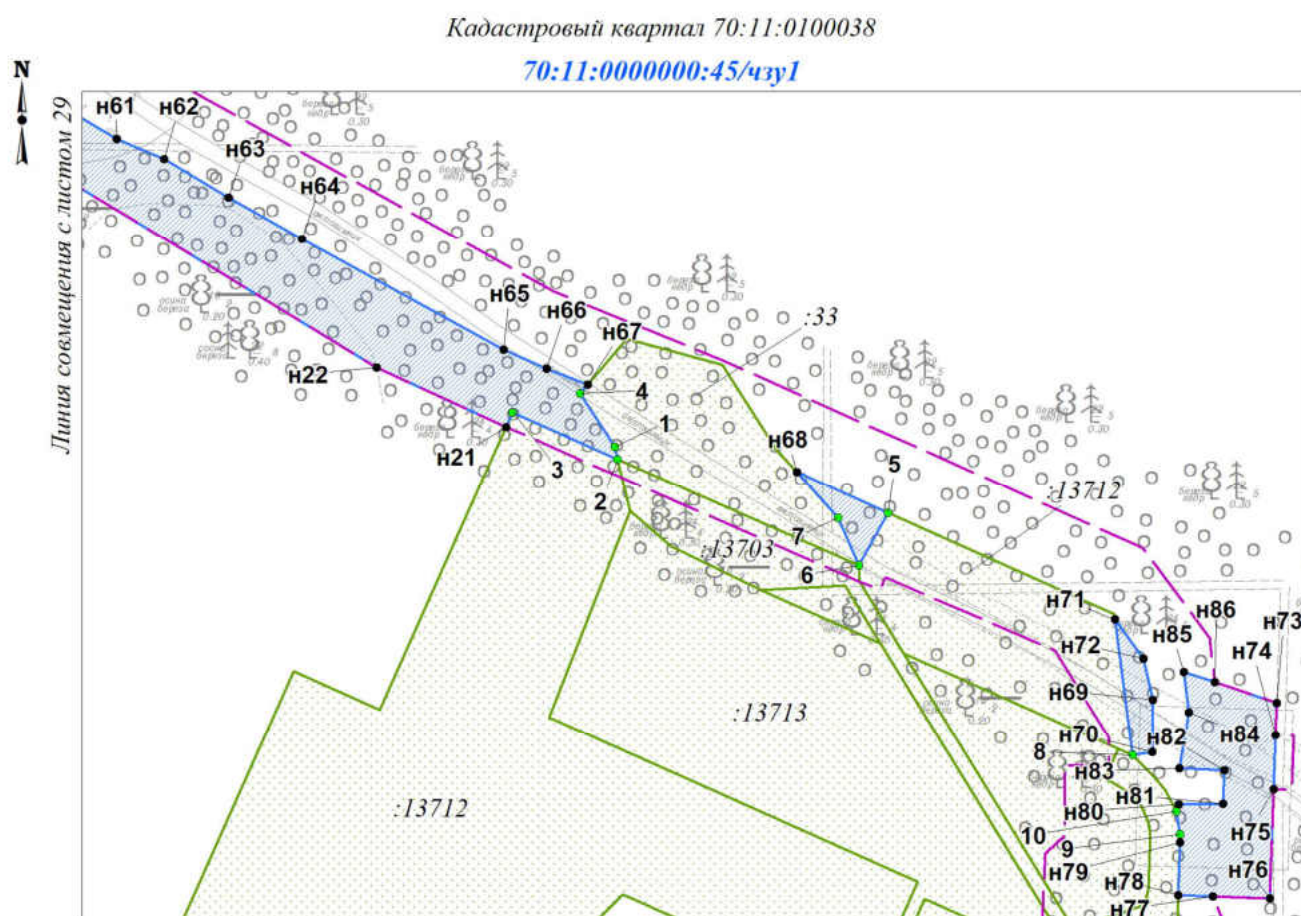 Кадастровый квартал 70:11:0100038
70:11:0000000:45/чзу1
N
Линия совмещения с листом 29
н61
н62
н63
н64
н65
н66
н67
:33
4
н22
1
н68
5
:13712
н21
3
2
7
:13703
6
н71
н86
н73
н85
н74
н72
н69
:13713
н70
н82
н84
8
н83
:13712
н81
н80
10
н75
9
н79
н76
н78
н77